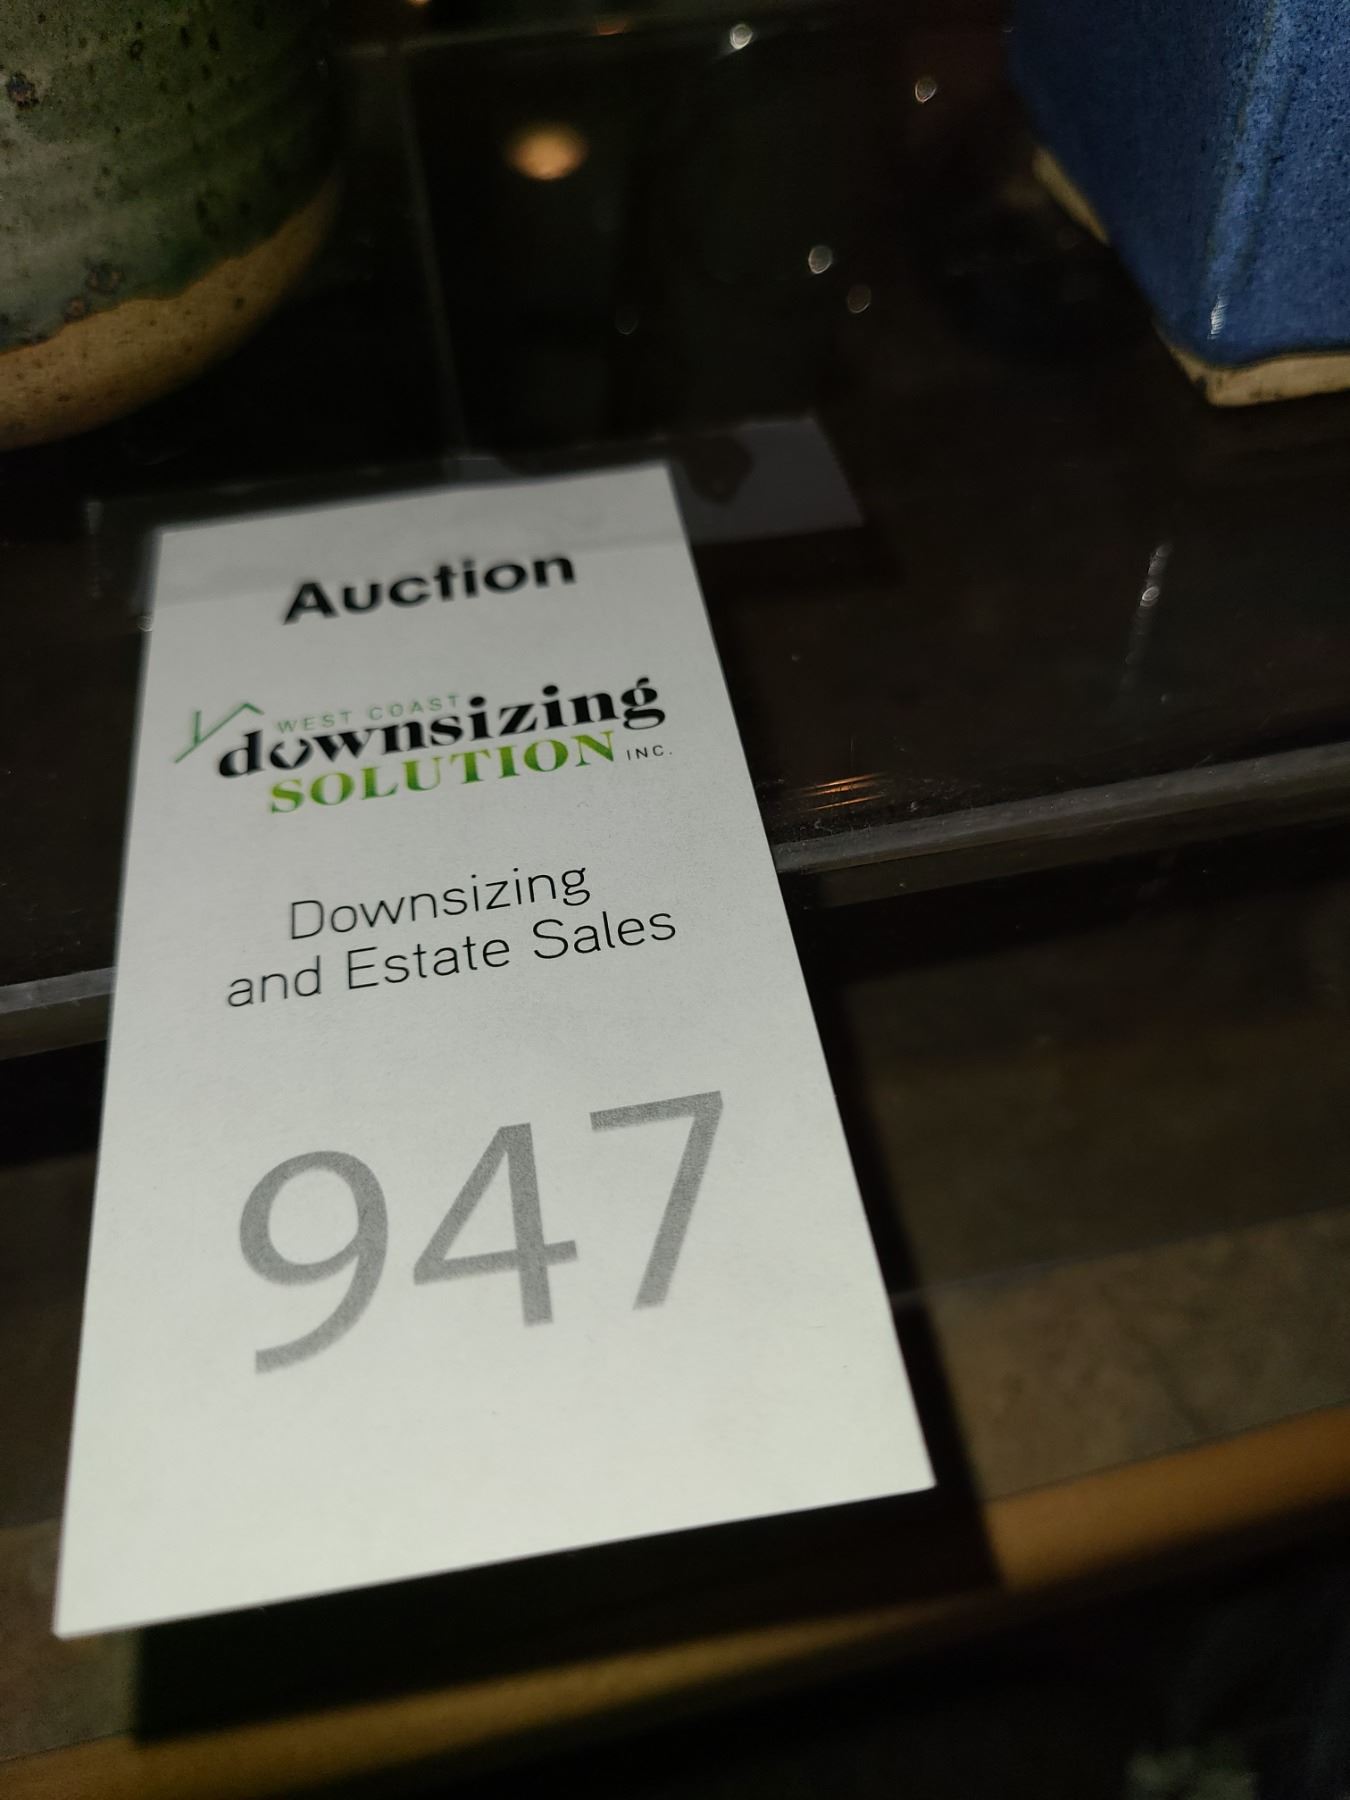 Auction
WEST COAST
downsizing
SOLUTION INC.
Downsizing
and Estate Sales
947